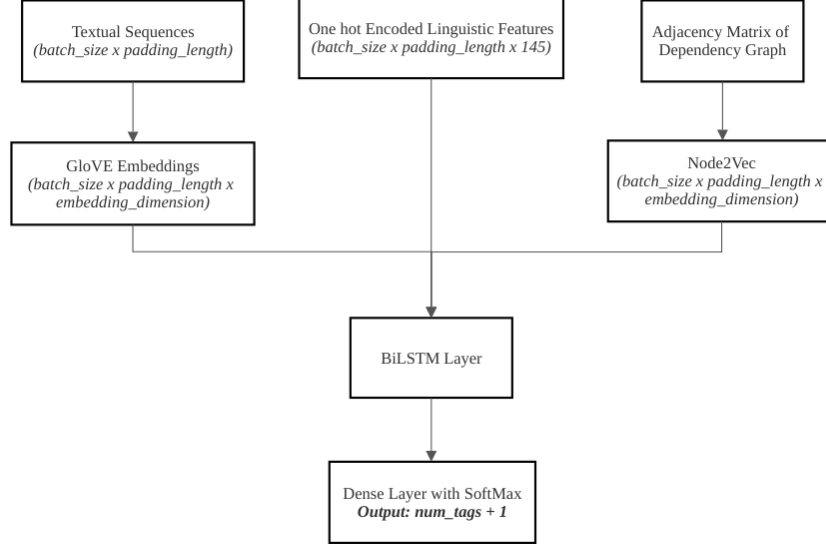 Textual Sequences
(batch_size x padding_length)
One hot Encoded Linguistic Features
(batch_size x padding_length x 145)
Adjacency Matrix of
Dependency Graph
GloVE Embeddings
(batch_size x padding_length x
embedding_dimension)
Node2Vec
(batch_size x padding_length x
embedding_dimension)
BiLSTM Layer
Dense Layer with SoftMax
Output: num_tags + 1